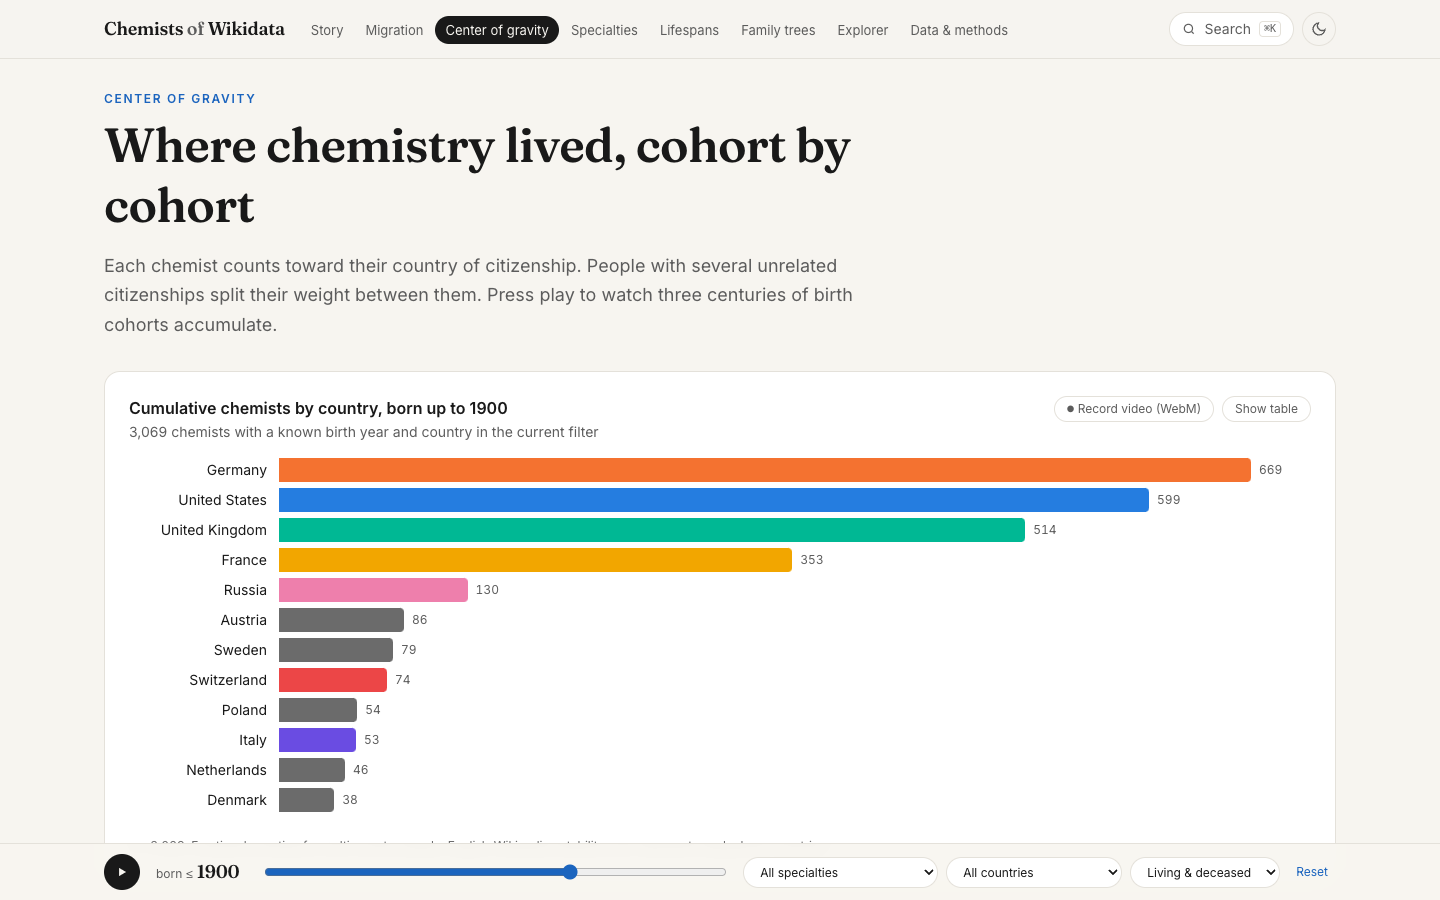 Chemists of Wikidata
Story
Migration
Center of gravity
Specialties
Lifespans
Family trees
Explorer
Data & methods
Search ⌘K
CENTER OF GRAVITY
Where chemistry lived, cohort by
cohort
Each chemist counts toward their country of citizenship. People with several unrelated
citizenships split their weight between them. Press play to watch three centuries of birth
cohorts accumulate.
Cumulative chemists by country, born up to 1900
3,069 chemists with a known birth year and country in the current filter
Record video (WebM)
Show table
Germany 669
United States 599
United Kingdom 514
France 353
Russia 130
Austria 86
Sweden 79
Switzerland 74
Poland 54
Italy 53
Netherlands 46
Denmark 38
born ≤ 1900
All specialties
All countries
Living & deceased
Reset